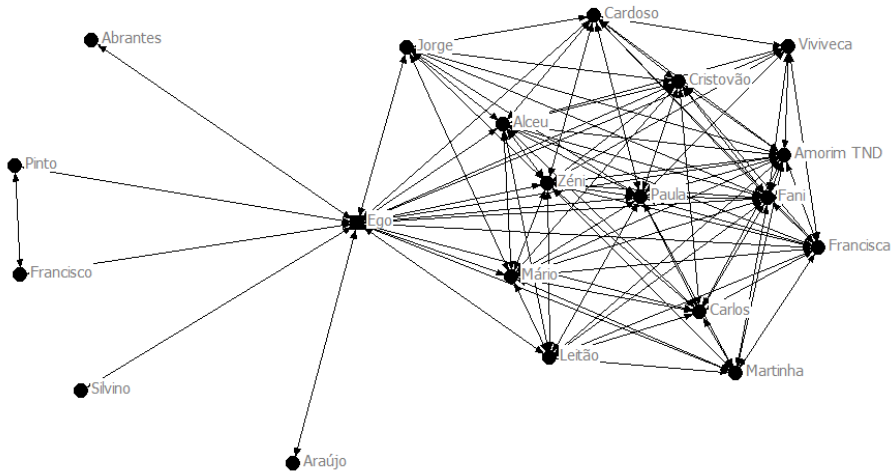 Cardoso
Abrantes
Jorge
Viviveca
Cristovão
Alceu
Amorim TND
Pinto
Zéni
Paula
Fani
Ego
Francisca
Francisco
Mário
Carlos
Leitão
Martinha
Silvino
Araújo